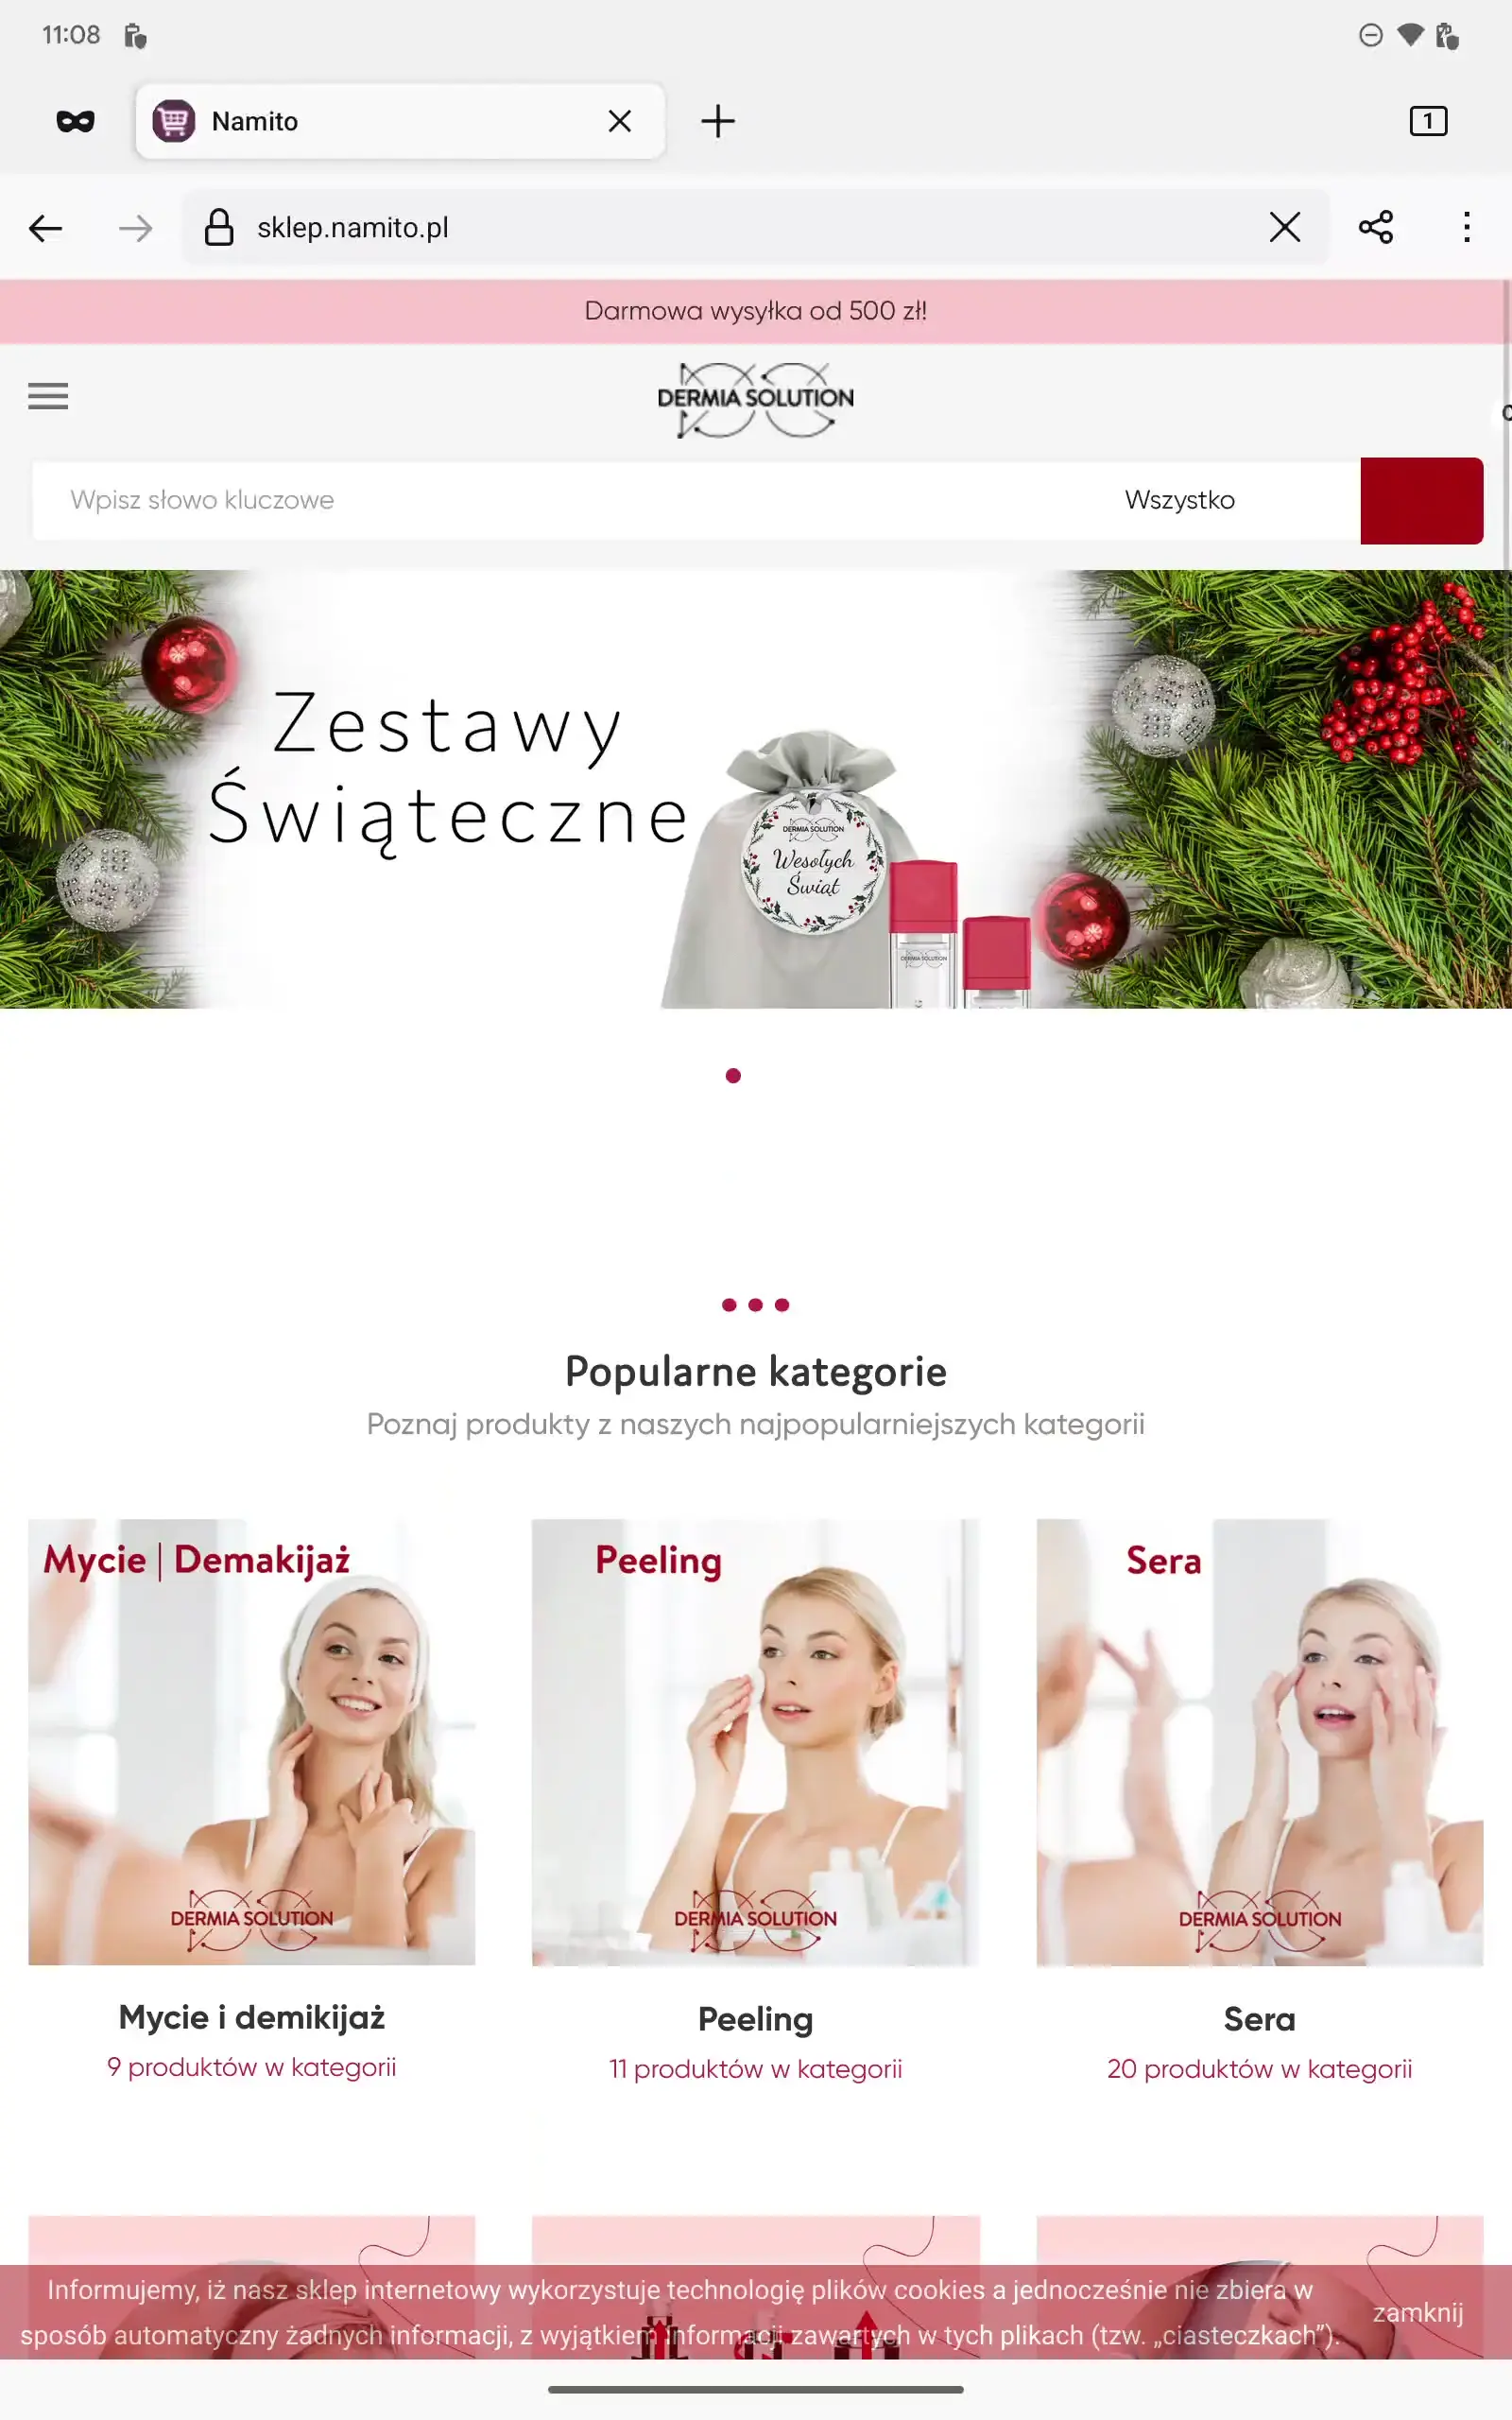 11:08
Namito
1
sklep.namito.pl
Darmowa wysyłka od 500 zł!
DERMIA SOLUTION
Wpisz słowo kluczowe
Wszystko
Zestawy
Świąteczne
DERMIA SOLUTION
Wesołych
Świąt
DERMIA SOLUTION
Popularne kategorie
Poznaj produkty z naszych najpopularniejszych kategorii
Mycie | Demakijaż
Peeling
Sera
DERMIA SOLUTION
DERMIA SOLUTION
DERMIA SOLUTION
Mycie i demikijaż
Peeling
Sera
9 produktów w kategorii
11 produktów w kategorii
20 produktów w kategorii
Informujemy, iż nasz sklep internetowy wykorzystuje technologię plików cookies a jednocześnie nie zbiera w
sposób automatyczny żadnych informacji, z wyjątkiem informacji zawartych w tych plikach (tzw. „ciasteczkach”).
zamknij